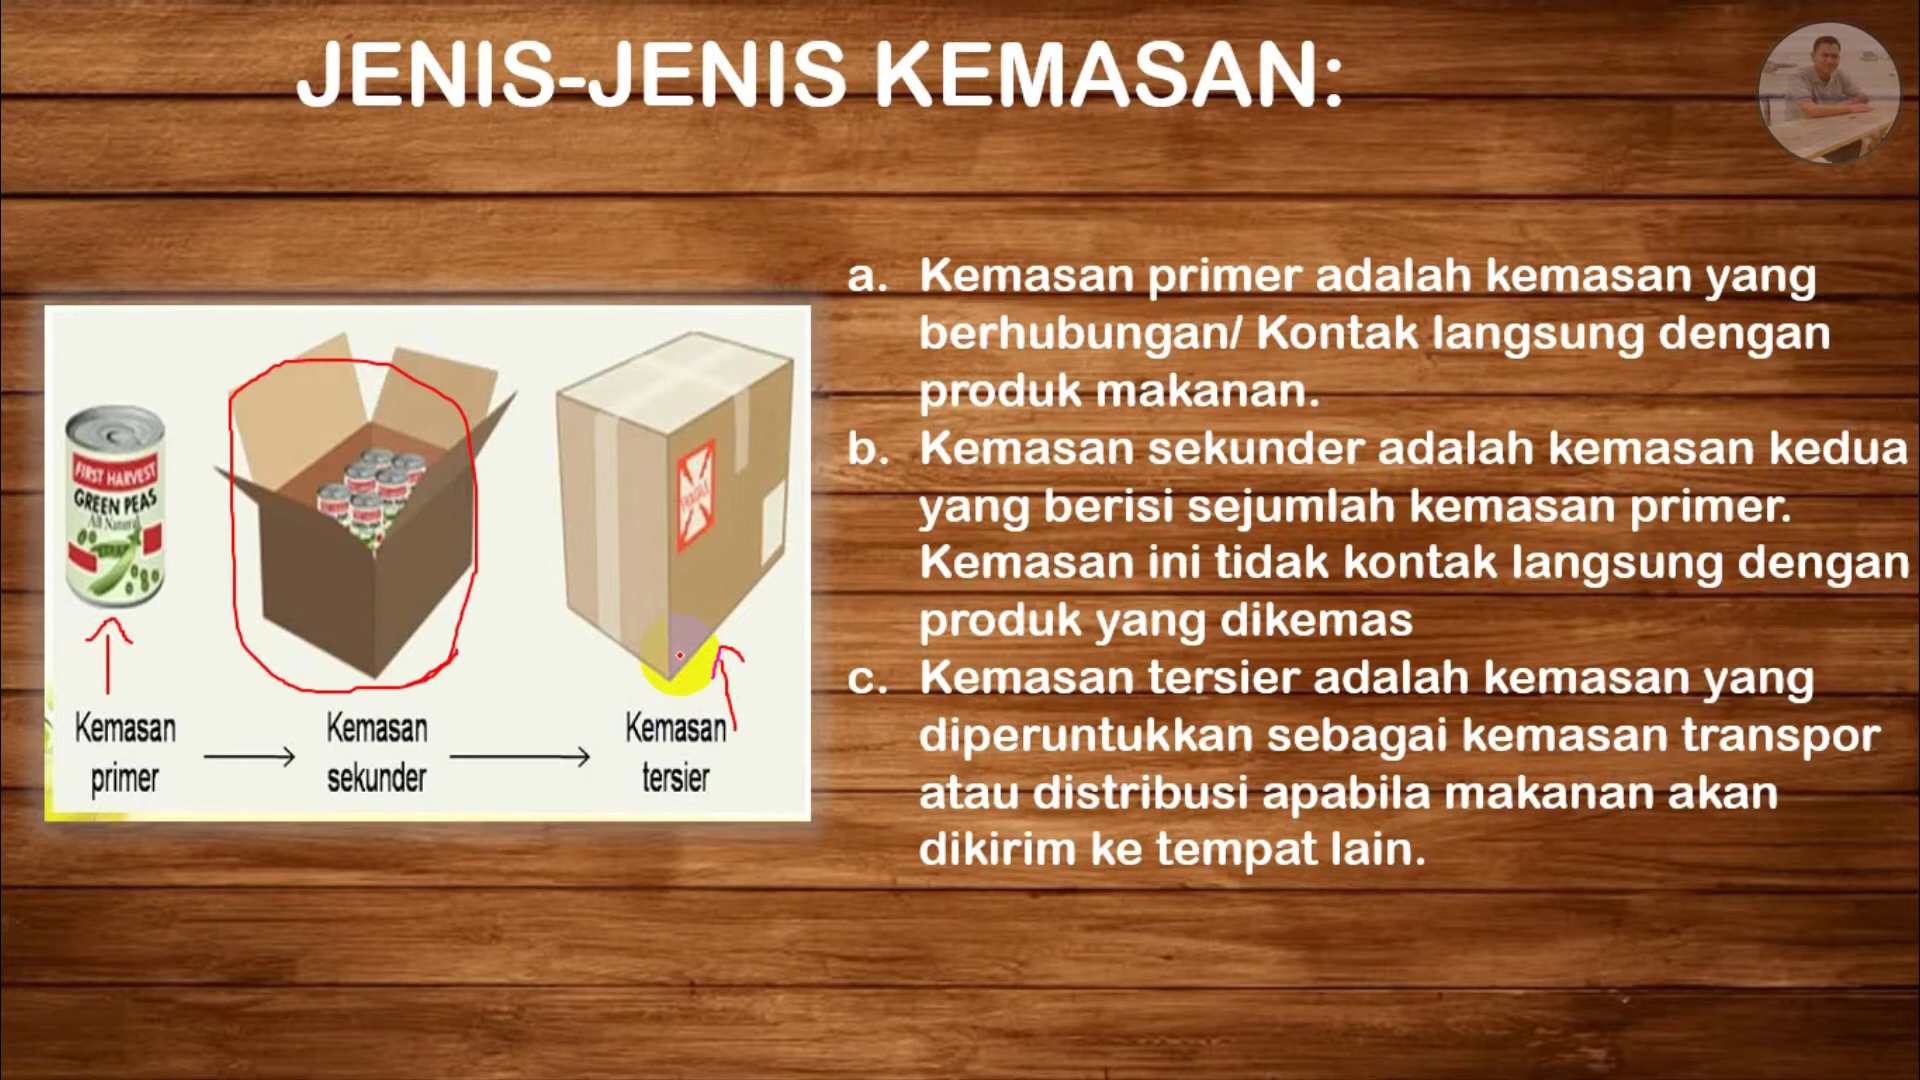 JENIS-JENIS KEMASAN:
FIRST HARVEST
GREEN PEAS
All Natural
Kemasan
primer
Kemasan
sekunder
Kemasan
tersier
a. Kemasan primer adalah kemasan yang
berhubungan/ Kontak langsung dengan
produk makanan.
b. Kemasan sekunder adalah kemasan kedua
yang berisi sejumlah kemasan primer.
Kemasan ini tidak kontak langsung dengan
produk yang dikemas
c. Kemasan tersier adalah kemasan yang
diperuntukkan sebagai kemasan transpor
atau distribusi apabila makanan akan
dikirim ke tempat lain.